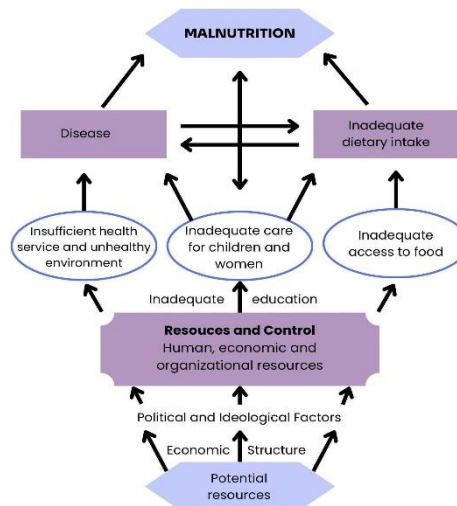 MALNUTRITION
Disease
Inadequate
dietary intake
Insufficient health
service and unhealthy
environment
Inadequate care
for children and
women
Inadequate
access to food
Inadequate education
Resouces and Control
Human, economic and
organizational resources
Political and Ideological Factors
Economic Structure
Potential
resources